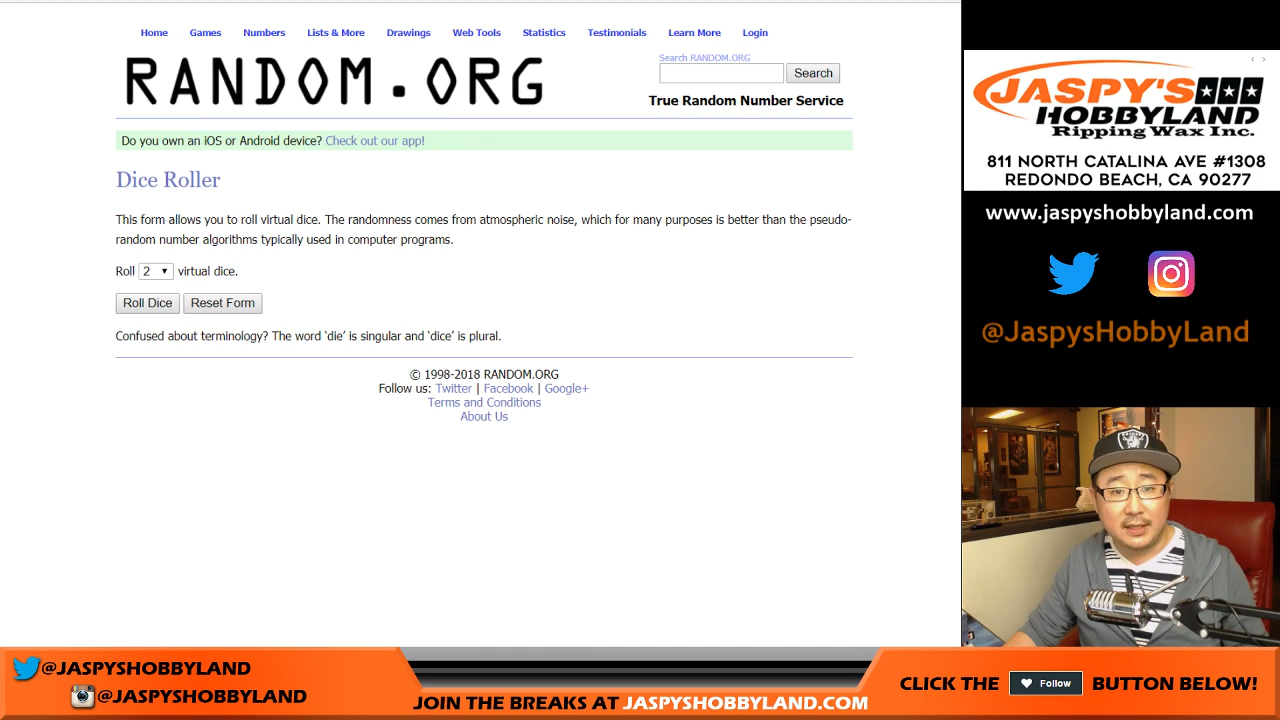 Home Games Numbers Lists & More Drawings Web Tools Statistics Testimonials Learn More Login
RANDOM.ORG
Search RANDOM.ORG
Search
True Random Number Service
Do you own an iOS or Android device? Check out our app!
Dice Roller
This form allows you to roll virtual dice. The randomness comes from atmospheric noise, which for many purposes is better than the pseudo-
random number algorithms typically used in computer programs.
Roll 2 virtual dice.
Roll Dice Reset Form
Confused about terminology? The word ‘die’ is singular and ‘dice’ is plural.
© 1998-2018 RANDOM.ORG
Follow us: Twitter | Facebook | Google+
Terms and Conditions
About Us
JASPY'S
HOBBYLAND
Ripping Wax Inc.
811 NORTH CATALINA AVE #1308
REDONDO BEACH, CA 90277
www.jaspyshobbyland.com
@JaspysHobbyLand
RAIDERS
@JASPYSHOBBYLAND
@JASPYSHOBBYLAND
JOIN THE BREAKS AT JASPYSHOBBYLAND.COM
CLICK THE Follow BUTTON BELOW!